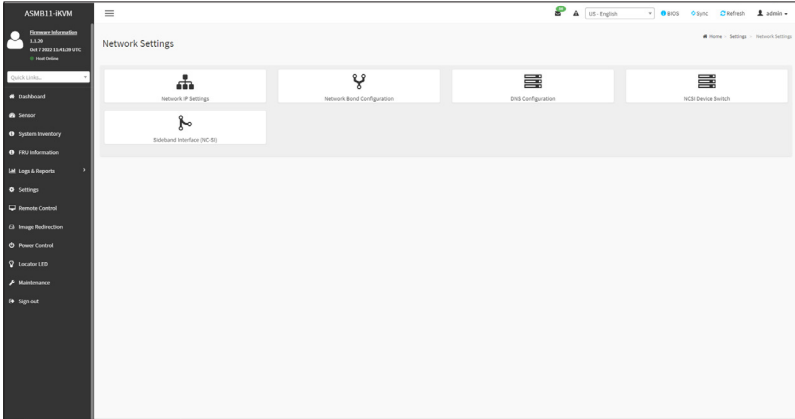 ASMB11-iKVM
Firmware Information
1.1.20
Oct 7 2022 11:41:39 UTC
Host Online
Quick Links...
Dashboard
Sensor
System Inventory
FRU Information
Logs & Reports
Settings
Remote Control
Image Redirection
Power Control
Locator LED
Maintenance
Sign out
US - English
BIOS
Sync
Refresh
admin
Network Settings
Home
Settings
Network Settings
Network IP Settings
Network Bond Configuration
DNS Configuration
NCSI Device Switch
Sideband Interface (NC-SI)